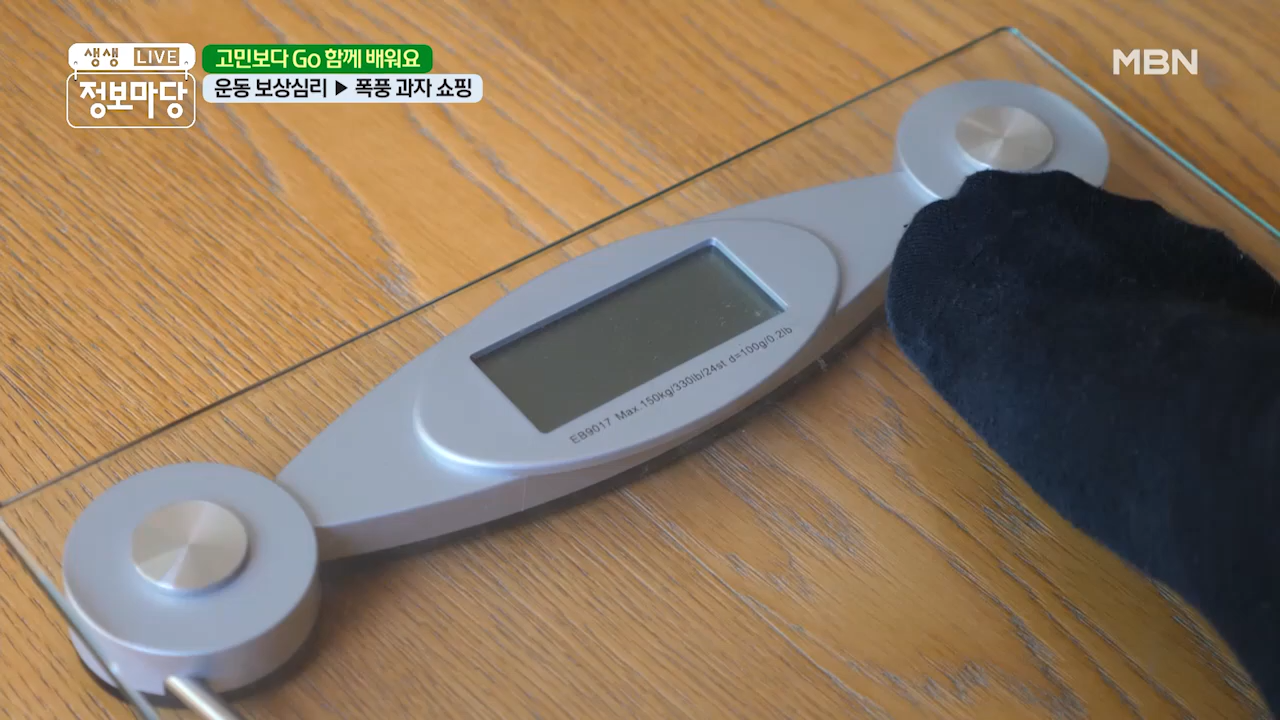 생생 LIVE
정보마당
고민보다 Go 함께 배워요
운동 보상심리 ▶ 폭풍 과자 쇼핑
MBN
EB9017 Max.150kg/330lb/24st d=100g/0.2lb